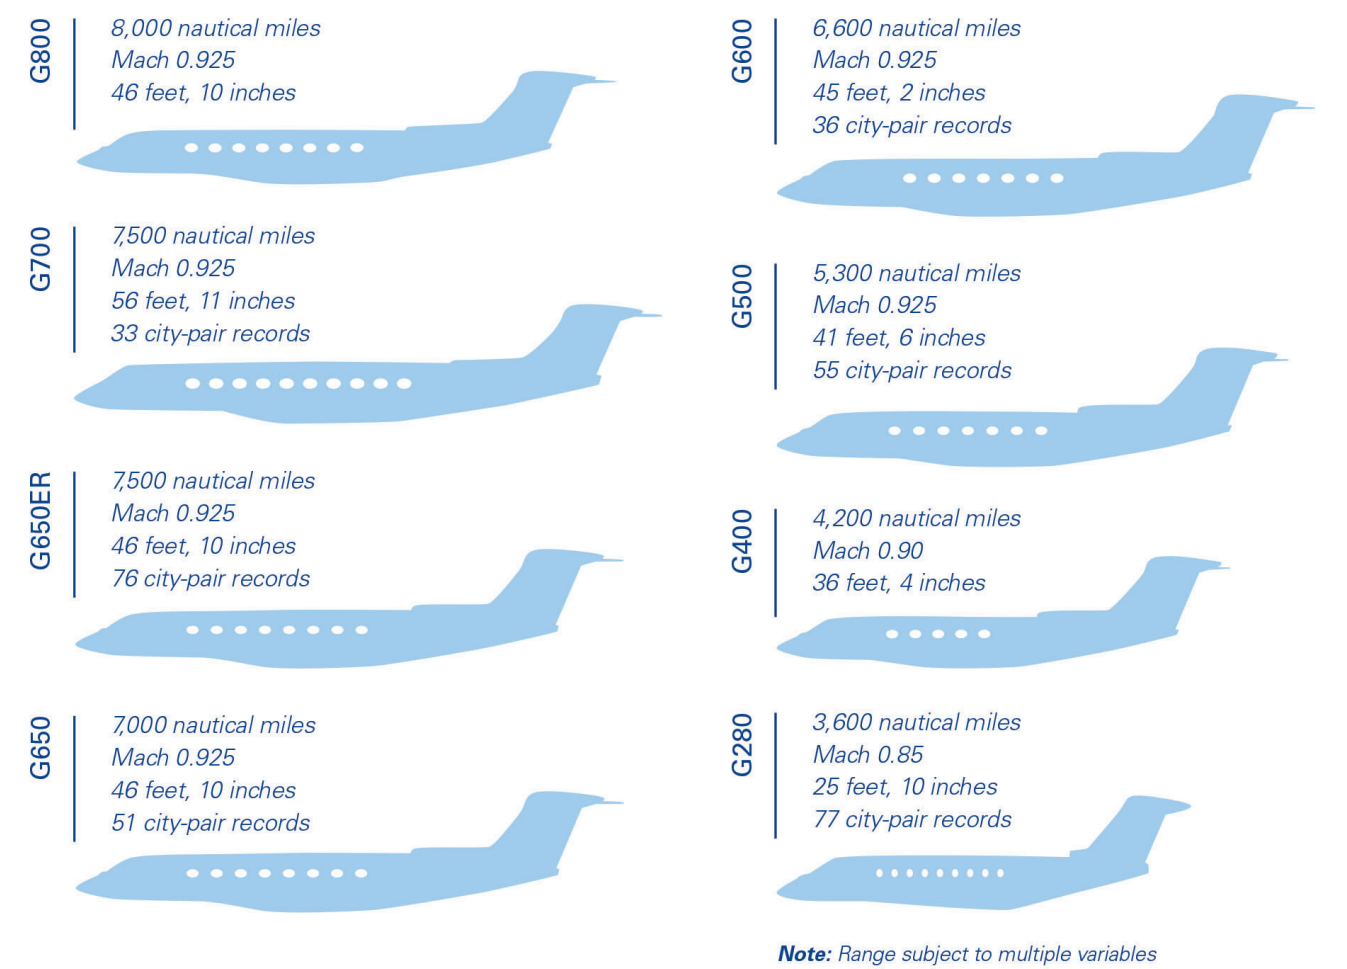 G800
8,000 nautical miles
Mach 0.925
46 feet, 10 inches
G700
7,500 nautical miles
Mach 0.925
56 feet, 11 inches
33 city-pair records
G650ER
7,500 nautical miles
Mach 0.925
46 feet, 10 inches
76 city-pair records
G650
7,000 nautical miles
Mach 0.925
46 feet, 10 inches
51 city-pair records
G600
6,600 nautical miles
Mach 0.925
45 feet, 2 inches
36 city-pair records
G500
5,300 nautical miles
Mach 0.925
41 feet, 6 inches
55 city-pair records
G400
4,200 nautical miles
Mach 0.90
36 feet, 4 inches
G280
3,600 nautical miles
Mach 0.85
25 feet, 10 inches
77 city-pair records
Note: Range subject to multiple variables